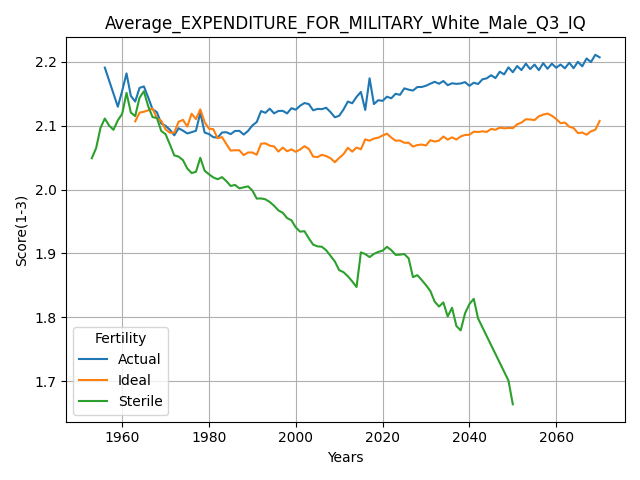 Average_EXPENDITURE_FOR_MILITARY_White_Male_Q3_IQ
Score(1-3)
2.2
2.1
2.0
1.9
1.8
1.7
Fertility
Actual
Ideal
Sterile
1960 1980 2000 2020 2040 2060
Years